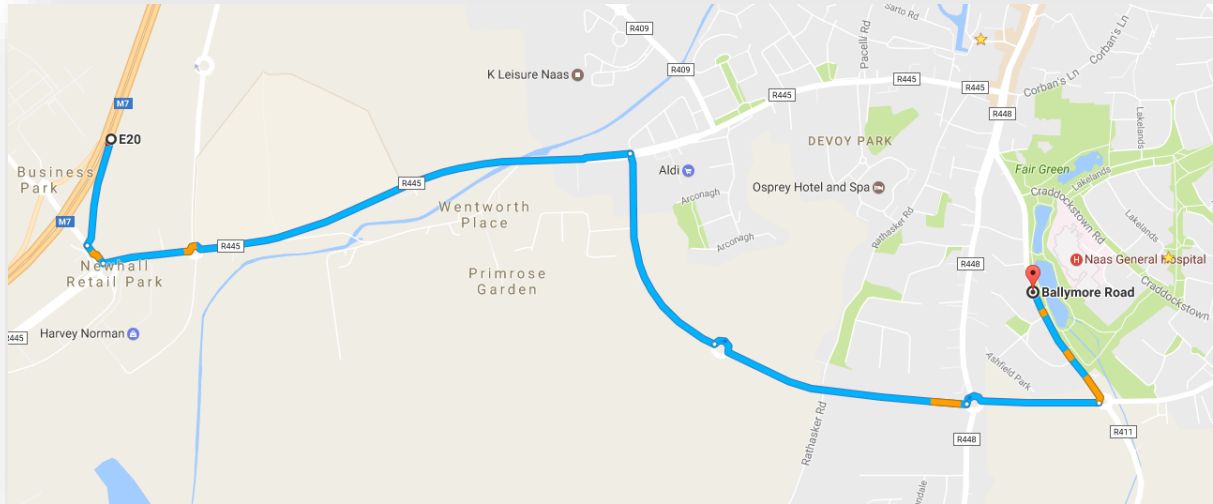 Sarto Rd
Corban's Ln
R409
Pacelli Rd
Corban's Ln
K Leisure Naas
R409
R445
R445
Corban's Ln
M7
R445
R448
Lakelands
E20
DEVOY PARK
Business
Park
Aldi
Fair Green
Lakelands
R445
Osprey Hotel and Spa
Arconagh
Craddockstown Rd
Wentworth
Place
Lakelands
M7
Rathasker Rd
Arconagh
R445
Naas General Hospital
R448
Newhall
Retail Park
Primrose
Garden
Craddockstown
Ballymore Road
Harvey Norman
R445
Ashfield Park
Rathasker Rd
R411
R448